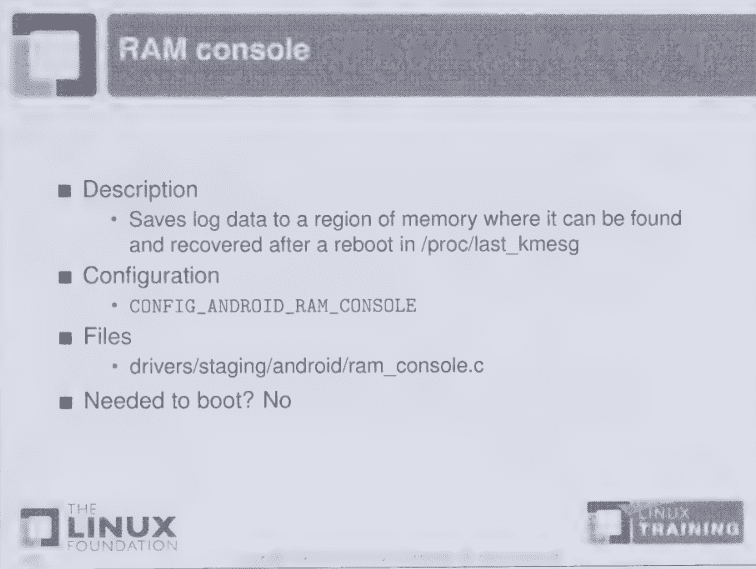 RAM console
■ Description
• Saves log data to a region of memory where it can be found
and recovered after a reboot in /proc/last_kmesg
■ Configuration
• CONFIG_ANDROID_RAM_CONSOLE
■ Files
• drivers/staging/android/ram_console.c
■ Needed to boot? No
THE
LINUX
FOUNDATION
LINUX
TRAINING